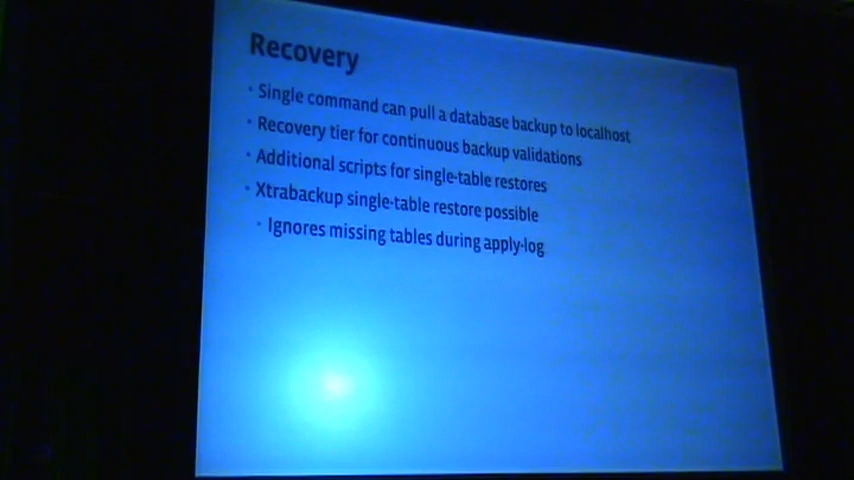 Recovery
• Single command can pull a database backup to localhost
• Recovery tier for continuous backup validations
• Additional scripts for single-table restores
• Xtrabackup single-table restore possible
• Ignores missing tables during apply-log